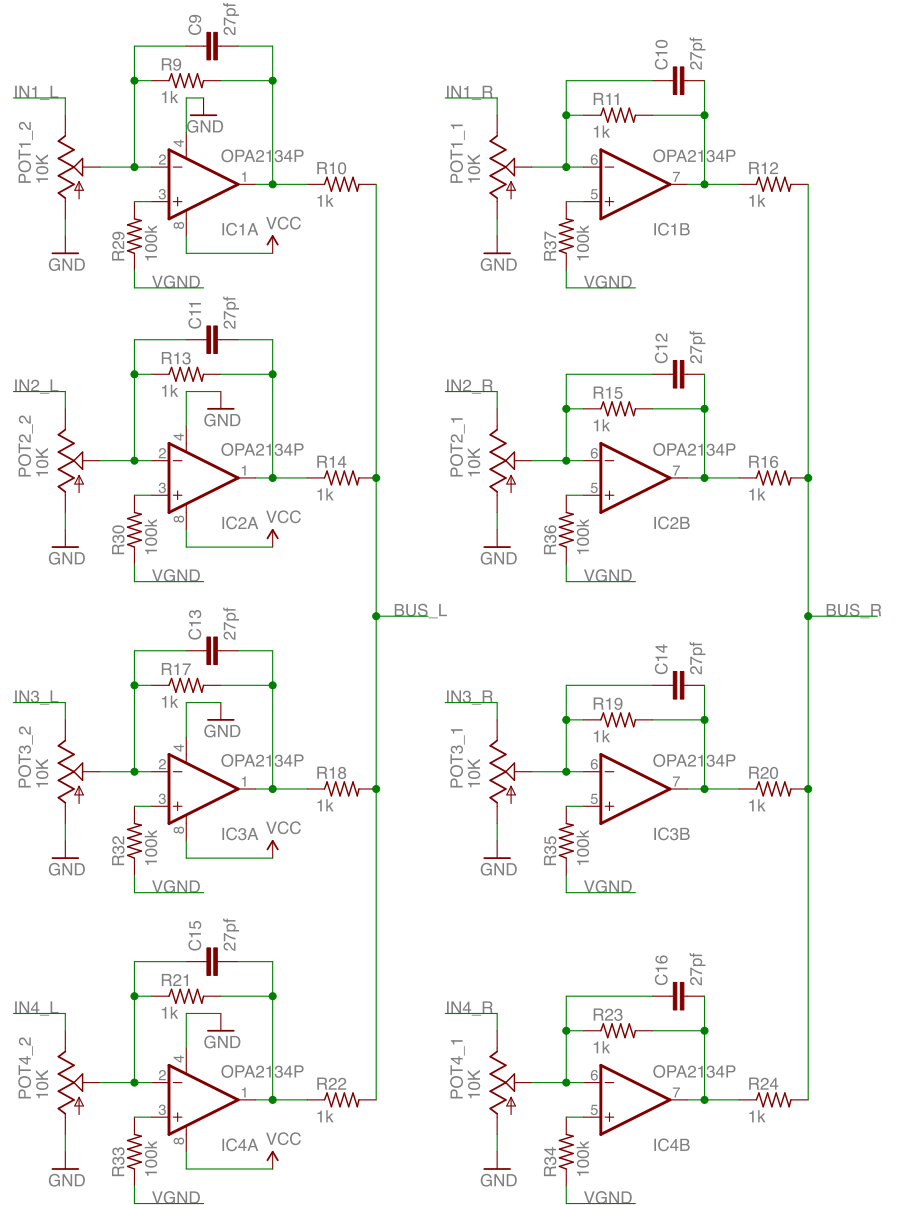 C9
27pf
R9
1k
IN1_L
GND
POT1_2
10K
4
2
3
8
1
OPA2134P
IC1A
R10
1k
R29
100k
VCC
GND
VGND
C10
27pf
R11
1k
IN1_R
POT1_1
10K
6
5
7
OPA2134P
IC1B
R12
1k
R37
100k
GND
VGND
C11
27pf
R13
1k
IN2_L
GND
POT2_2
10K
4
2
3
8
1
OPA2134P
IC2A
R14
1k
R30
100k
VCC
GND
VGND
C12
27pf
R15
1k
IN2_R
POT2_1
10K
6
5
7
OPA2134P
IC2B
R16
1k
R36
100k
GND
VGND
BUS_L
BUS_R
C13
27pf
R17
1k
IN3_L
GND
POT3_2
10K
4
2
3
8
1
OPA2134P
IC3A
R18
1k
R32
100k
VCC
GND
VGND
C14
27pf
R19
1k
IN3_R
POT3_1
10K
6
5
7
OPA2134P
IC3B
R20
1k
R35
100k
GND
VGND
C15
27pf
R21
1k
IN4_L
GND
POT4_2
10K
4
2
3
8
1
OPA2134P
IC4A
R22
1k
R33
100k
VCC
GND
VGND
C16
27pf
R23
1k
IN4_R
POT4_1
10K
6
5
7
OPA2134P
IC4B
R24
1k
R34
100k
GND
VGND